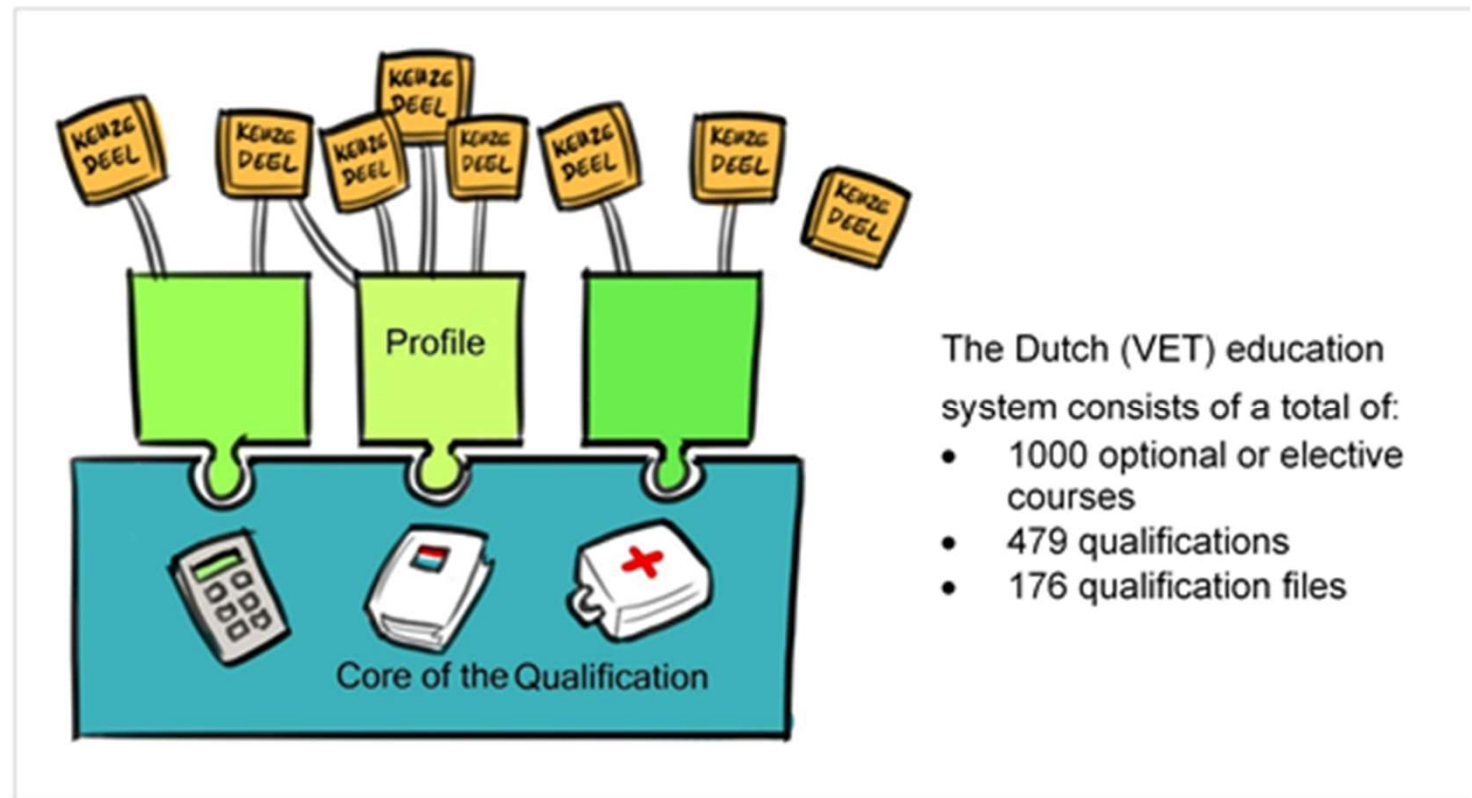 KEUZE
DEEL
KEUZE
DEEL
KEUZE
DEEL
KEUZE
DEEL
KEUZE
DEEL
KEUZE
DEEL
KEUZE
DEEL
KEUZE
DEEL
Profile
Core of the Qualification
The Dutch (VET) education
system consists of a total of:
• 1000 optional or elective
courses
• 479 qualifications
• 176 qualification files